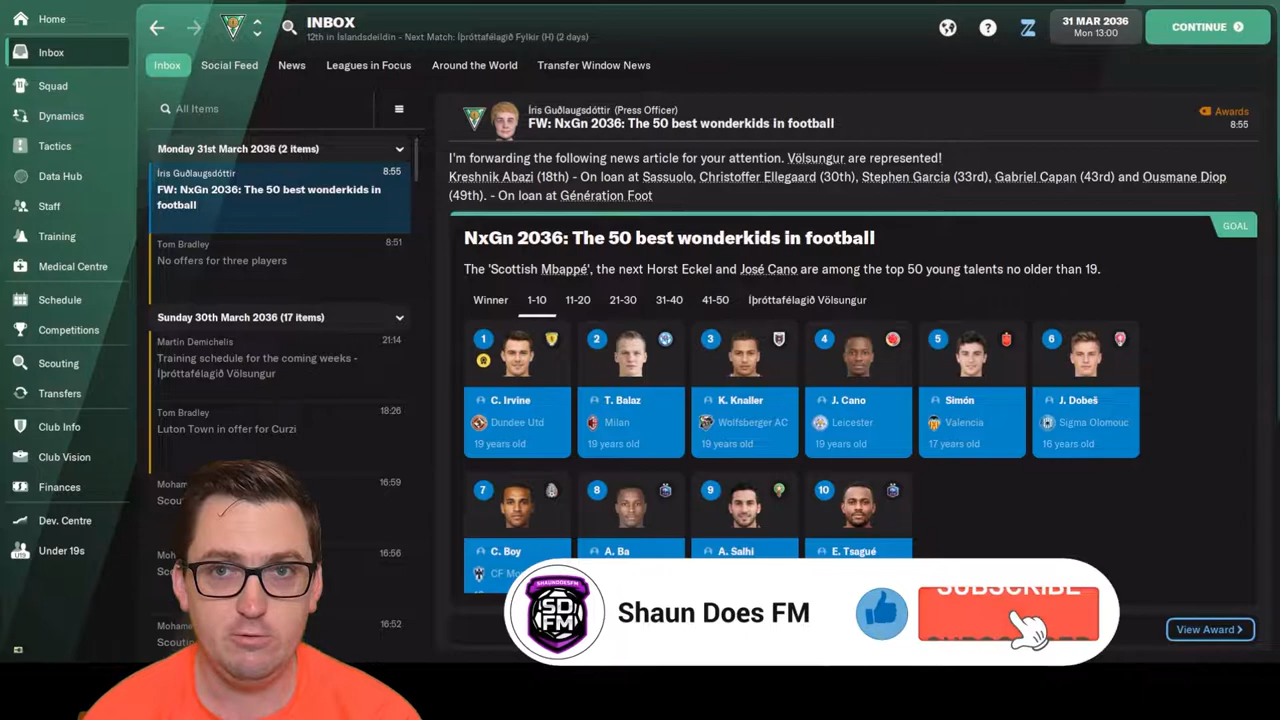 Home
Inbox
Squad
Dynamics
Tactics
Data Hub
Staff
Training
Medical Centre
Schedule
Competitions
Scouting
Transfers
Club Info
Club Vision
Finances
Dev. Centre
Under 19s
INBOX
12th in Íslandsdeildin - Next Match: Íþróttafélagið Fylkir (H) (2 days)
31 MAR 2036
Mon 13:00
CONTINUE
Inbox
Social Feed
News
Leagues in Focus
Around the World
Transfer Window News
All Items
Monday 31st March 2036 (2 items)
Íris Guðlaugsdóttir
8:55
FW: NxGn 2036: The 50 best wonderkids in football
Tom Bradley
8:51
No offers for three players
Sunday 30th March 2036 (17 items)
Martin Demichelis
21:14
Training schedule for the coming weeks -
Íþróttafélagið Völsungur
Tom Bradley
18:26
Luton Town in offer for Curzi
16:59
16:56
16:52
Íris Guðlaugsdóttir (Press Officer)
FW: NxGn 2036: The 50 best wonderkids in football
Awards
8:55
I'm forwarding the following news article for your attention. Völsungur are represented!
Kreshnik Abazi (18th) - On loan at Sassuolo, Christoffer Ellegaard (30th), Stephen Garcia (33rd), Gabriel Capan (43rd) and Ousmane Diop
(49th). - On loan at Génération Foot
GOAL
NxGn 2036: The 50 best wonderkids in football
The 'Scottish Mbappé', the next Horst Eckel and José Cano are among the top 50 young talents no older than 19.
Winner
1-10
11-20
21-30
31-40
41-50
Íþróttafélagið Völsungur
1
C. Irvine
Dundee Utd
19 years old
2
T. Balaz
Milan
19 years old
3
K. Knaller
Wolfsberger AC
19 years old
4
J. Cano
Leicester
19 years old
5
Simón
Valencia
17 years old
6
J. Dobeš
Sigma Olomouc
16 years old
7
C. Boy
8
A. Ba
9
A. Salhi
10
E. Tsagué
SHAUNDOESFM
SDFM
Shaun Does FM
SUBSCRIBE
View Award